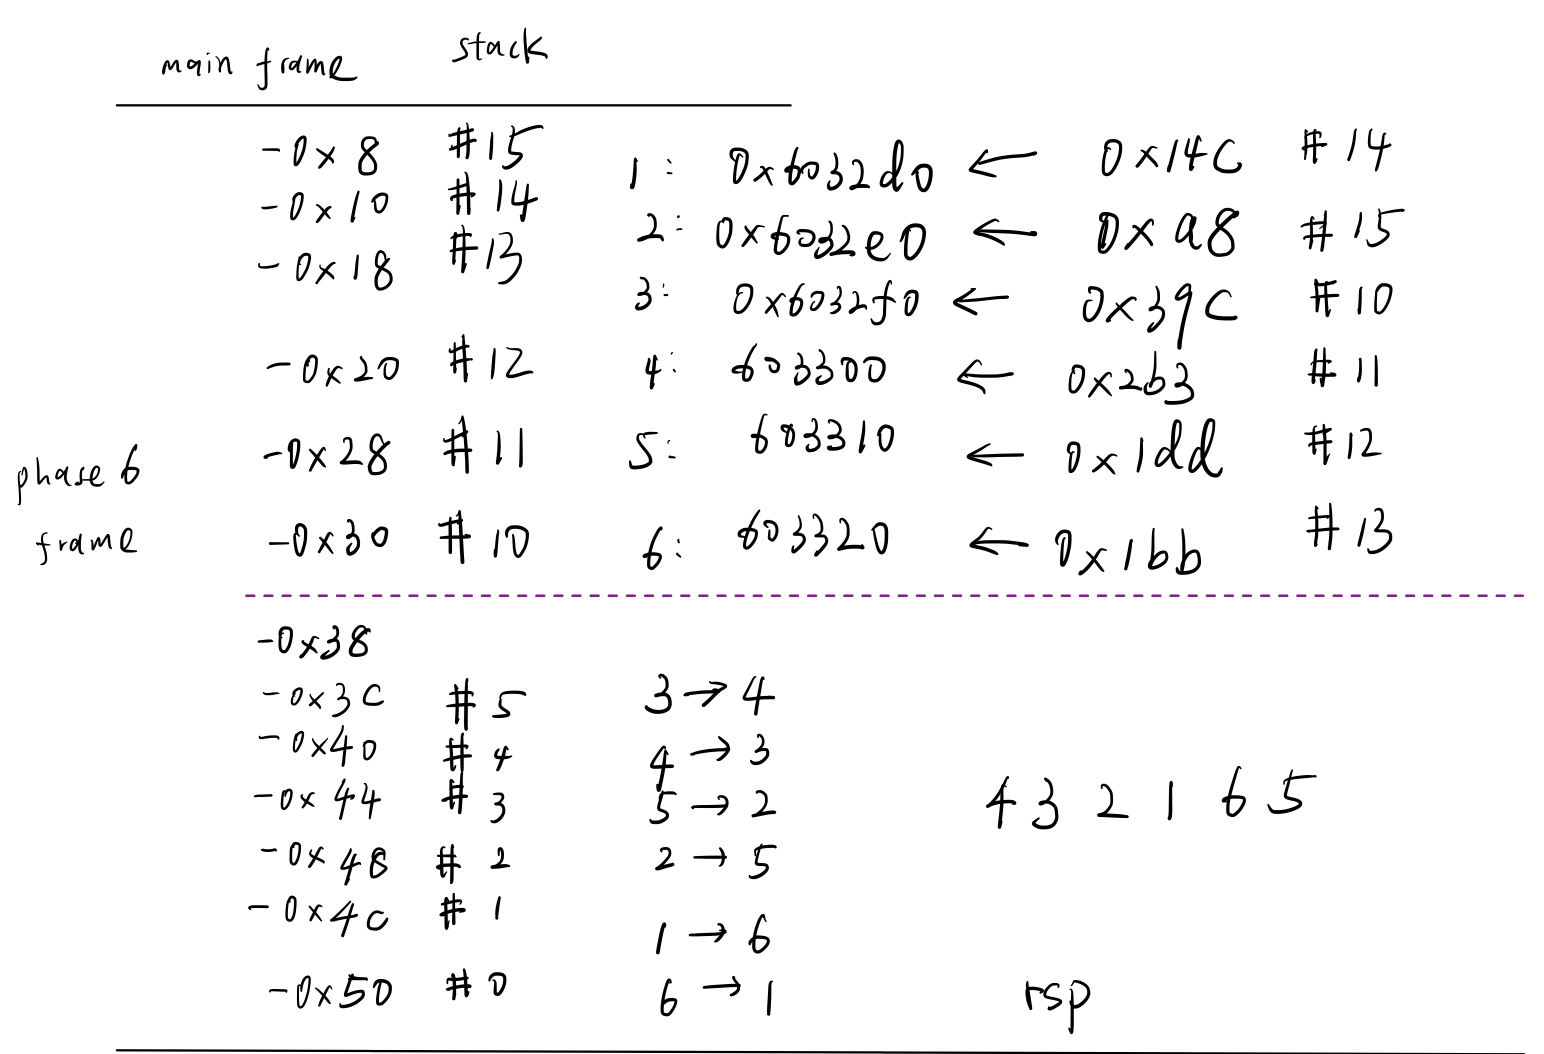 main frame stack
-0x8 #15 1: 0x6032d0 ← 0x14C #14
-0x10 #14 2: 0x6032e0 ← 0xa8 #15
-0x18 #13 3: 0x6032f0 ← 0x39C #10
-0x20 #12 4: 603300 ← 0x2b3 #11
-0x28 #11 5: 603310 ← 0x1dd #12
phase 6
frame -0x30 #10 6: 603320 ← 0x1bb #13
-0x38
-0x3C #5 3→4
-0x40 #4 4→3
-0x44 #3 5→2 4 3 2 1 6 5
-0x48 #2 2→5
-0x4c #1 1→6
-0x50 #0 6→1 rsp